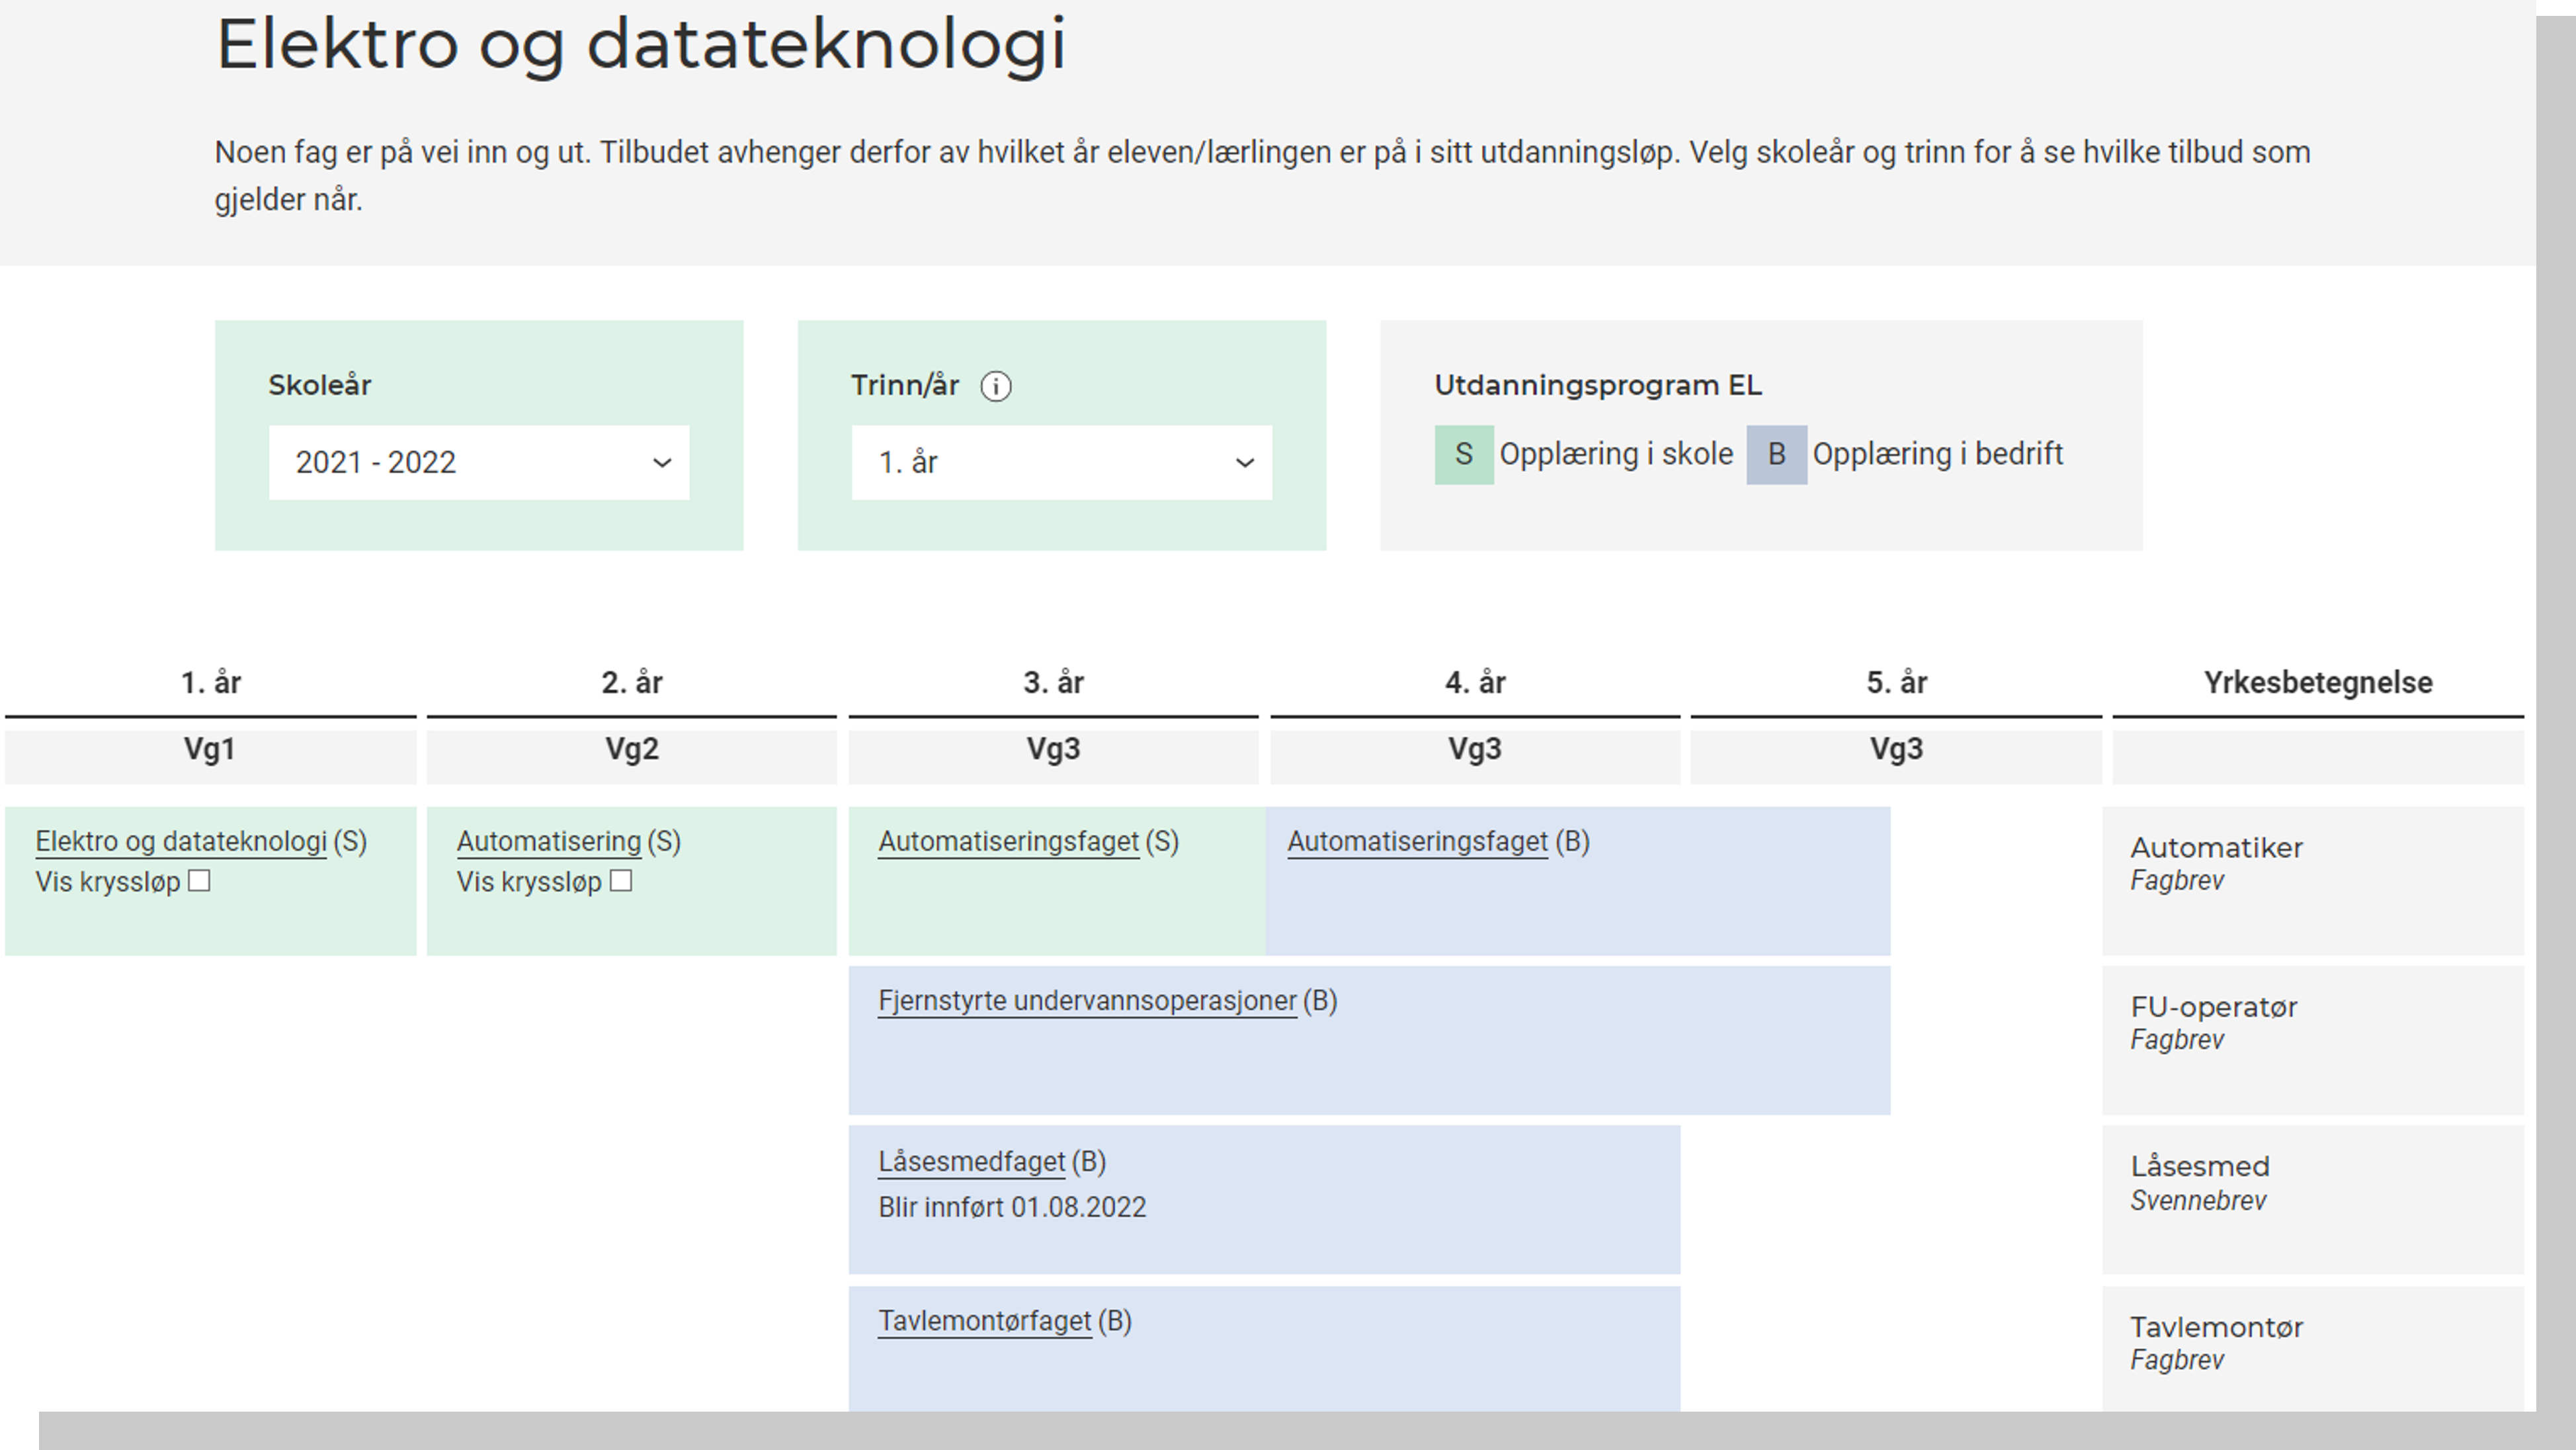 Elektro og datateknologi
Noen fag er på vei inn og ut. Tilbudet avhenger derfor av hvilket år eleven/lærlingen er på i sitt utdanningsløp. Velg skoleår og trinn for å se hvilke tilbud som
gjelder når.
Skoleår
2021 - 2022
Trinn/år
1. år
Utdanningsprogram EL
S Opplæring i skole B Opplæring i bedrift
1. år 2. år 3. år 4. år 5. år Yrkesbetegnelse
Vg1 Vg2 Vg3 Vg3 Vg3
Elektro og datateknologi (S)
Vis kryssløp
Automatisering (S)
Vis kryssløp
Automatiseringsfaget (S)
Automatiseringsfaget (B)
Automatiker
Fagbrev
Fjernstyrte undervannsoperasjoner (B)
FU-operatør
Fagbrev
Låsesmedfaget (B)
Blir innført 01.08.2022
Låsesmed
Svennebrev
Tavlemontørfaget (B)
Tavlemontør
Fagbrev